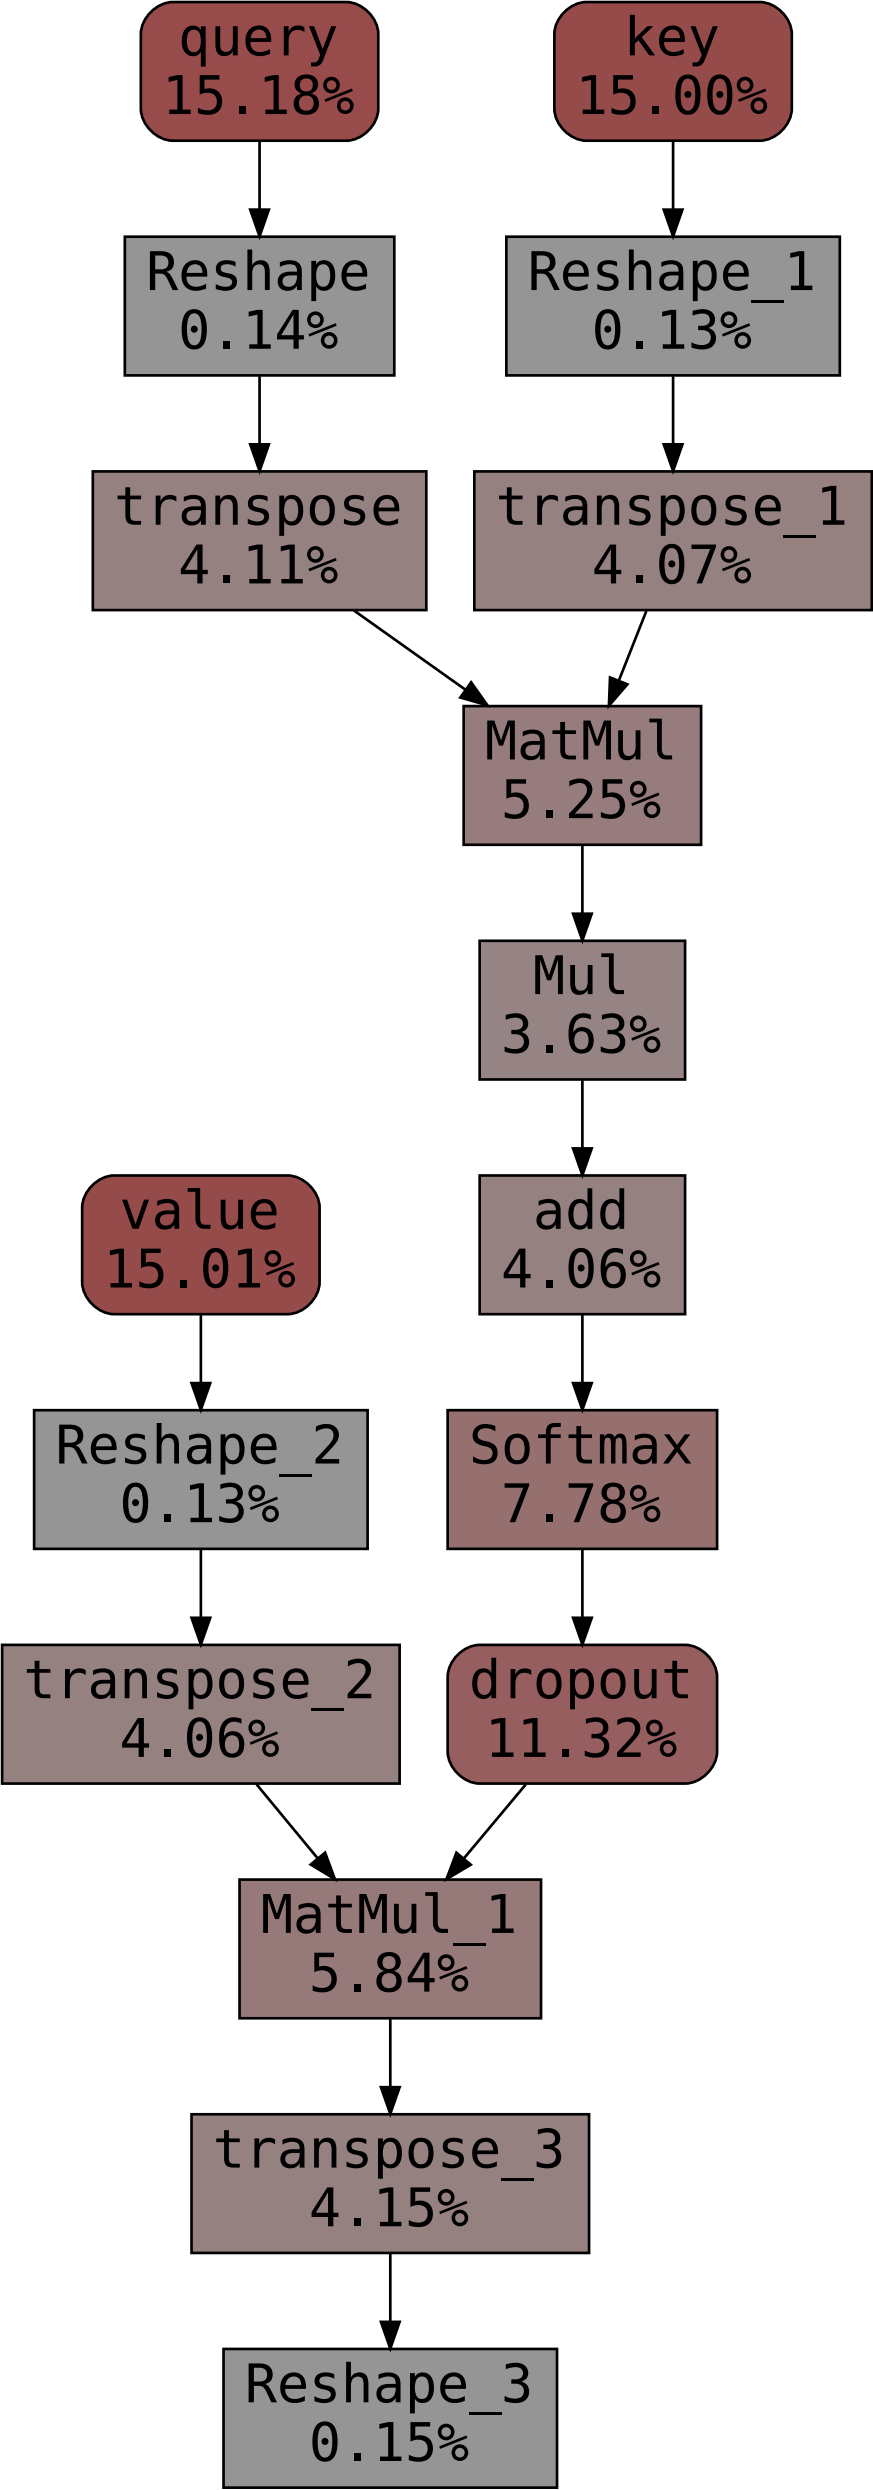 query
15.18%
key
15.00%
Reshape
0.14%
Reshape_1
0.13%
transpose
4.11%
transpose_1
4.07%
MatMul
5.25%
Mul
3.63%
add
4.06%
value
15.01%
Reshape_2
0.13%
Softmax
7.78%
transpose_2
4.06%
dropout
11.32%
MatMul_1
5.84%
transpose_3
4.15%
Reshape_3
0.15%